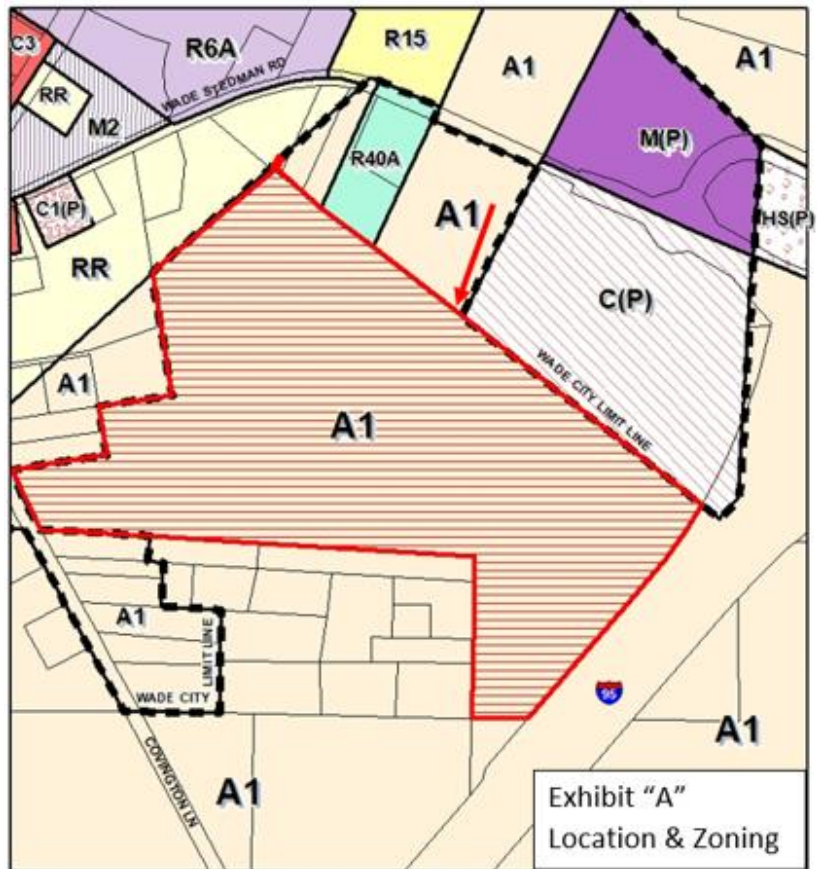 C3
R6A
R15
A1
A1
RR
WADE STEDMAN RD
M2
M(P)
R40A
C1(P)
A1
HS(P)
RR
C(P)
WADE CITY LIMIT LINE
A1
A1
A1
LIMIT LINE
WADE CITY
95
COVINGTON LN
A1
A1
Exhibit “A”
Location & Zoning